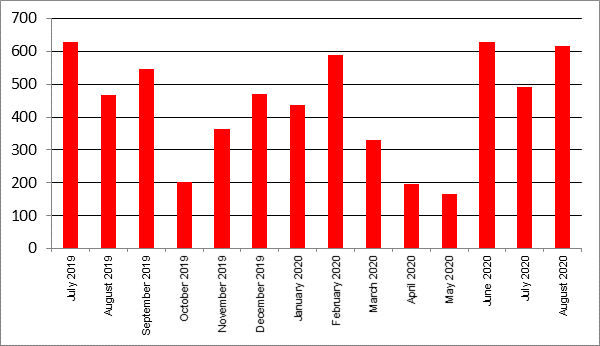 700
600
500
400
300
200
100
0
July 2019
August 2019
September 2019
October 2019
November 2019
December 2019
January 2020
February 2020
March 2020
April 2020
May 2020
June 2020
July 2020
August 2020